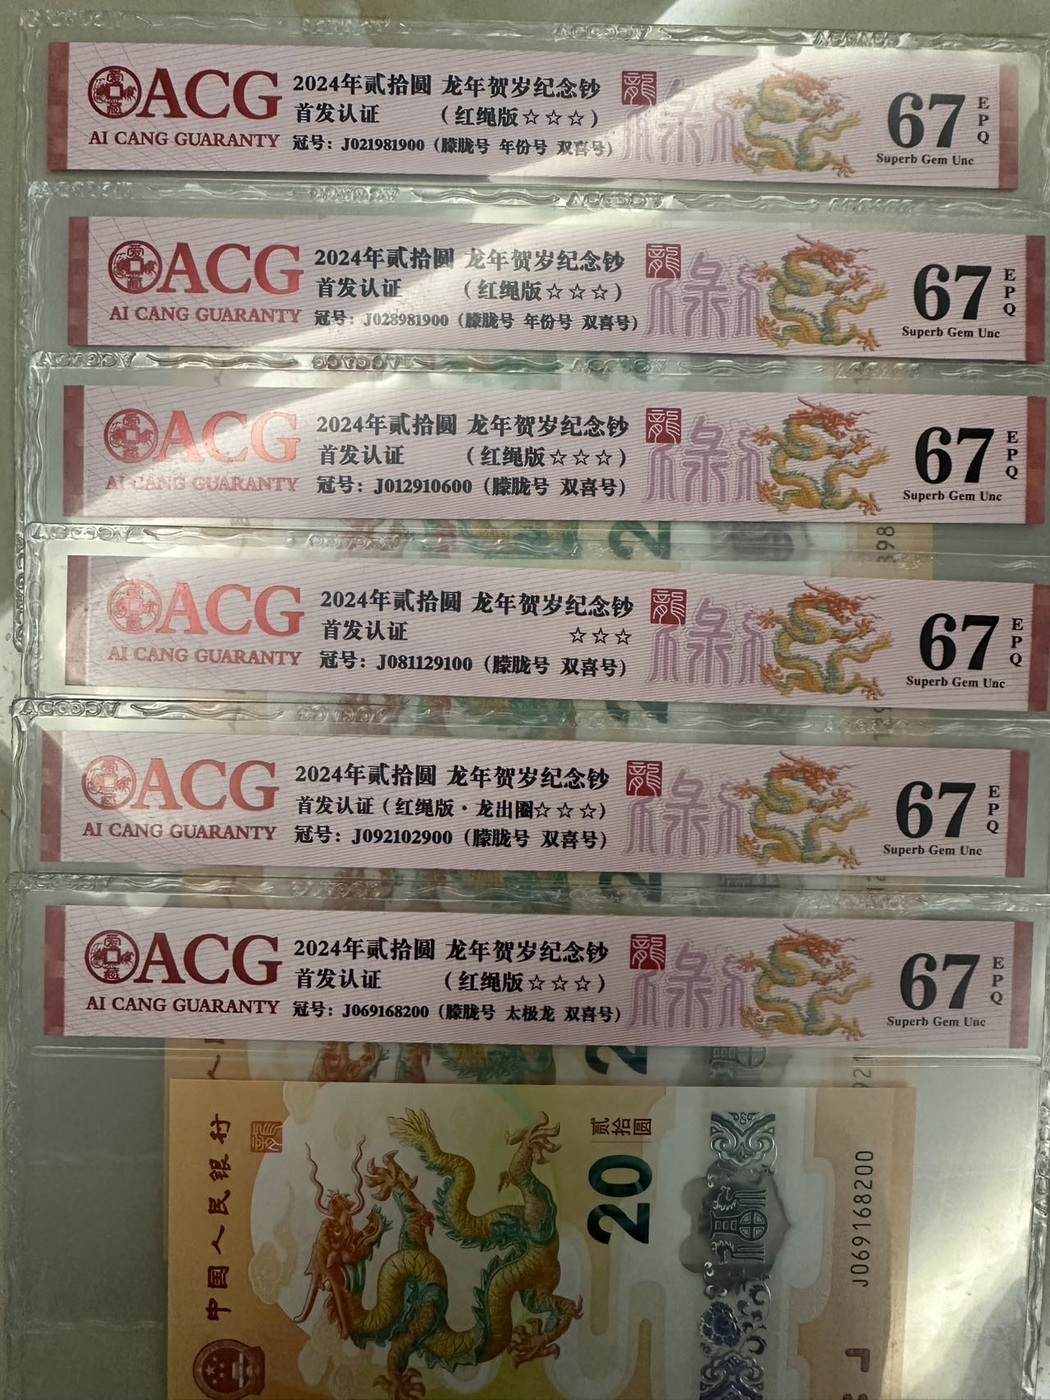 ACG
AI CANG GUARANTY
2024年贰拾圆 龙年贺岁纪念钞
首发认证 （红绳版☆☆☆）
冠号：J021981900（朦胧号 年份号 双喜号）
龍
67
EPQ
Superb Gem Unc
ACG
AI CANG GUARANTY
2024年贰拾圆 龙年贺岁纪念钞
首发认证 （红绳版☆☆☆）
冠号：J028981900（朦胧号 年份号 双喜号）
龍
67
EPQ
Superb Gem Unc
ACG
AI CANG GUARANTY
2024年贰拾圆 龙年贺岁纪念钞
首发认证 （红绳版☆☆☆）
冠号：J012910600（朦胧号 双喜号）
龍
67
EPQ
Superb Gem Unc
2
398
ACG
AI CANG GUARANTY
2024年贰拾圆 龙年贺岁纪念钞
首发认证 ☆☆☆
冠号：J081129100（朦胧号 双喜号）
龍
67
EPQ
Superb Gem Unc
ACG
AI CANG GUARANTY
2024年贰拾圆 龙年贺岁纪念钞
首发认证（红绳版·龙出圈☆☆☆）
冠号：J092102900（朦胧号 双喜号）
龍
67
EPQ
Superb Gem Unc
ACG
AI CANG GUARANTY
2024年贰拾圆 龙年贺岁纪念钞
首发认证 （红绳版☆☆☆）
冠号：J069168200（朦胧号 太极龙 双喜号）
龍
67
EPQ
Superb Gem Unc
2
921
中国人民银行
龍
贰拾圆
20
福
J069168200